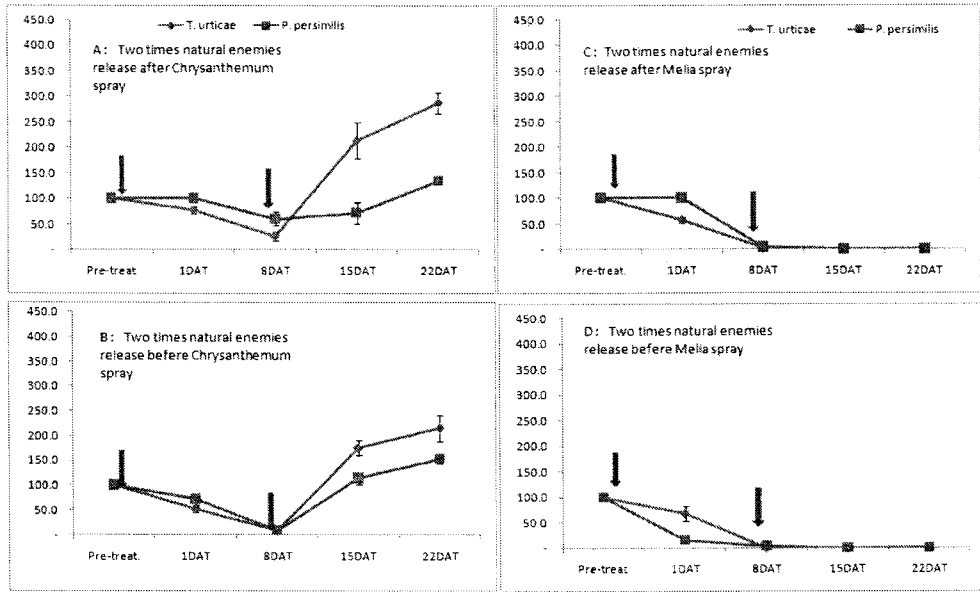 450.0
400.0
350.0
300.0
250.0
200.0
150.0
100.0
50.0
-
T. urticae P. persimilis
A: Two times natural enemies
release after Chrysanthemum
spray
Pre-treat. 1DAT 8DAT 15DAT 22DAT
450.0
400.0
350.0
300.0
250.0
200.0
150.0
100.0
50.0
-
T. urticae P. persimilis
C: Two times natural enemies
release after Melia spray
Pre-treat. 1DAT 8DAT 15DAT 22DAT
450.0
400.0
350.0
300.0
250.0
200.0
150.0
100.0
50.0
-
B: Two times natural enemies
release befere Chrysanthemum
spray
Pre-treat. 1DAT 8DAT 15DAT 22DAT
450.0
400.0
350.0
300.0
250.0
200.0
150.0
100.0
50.0
-
D: Two times natural enemies
release befere Melia spray
Pre-treat 1DAT 8DAT 15DAT 22DAT